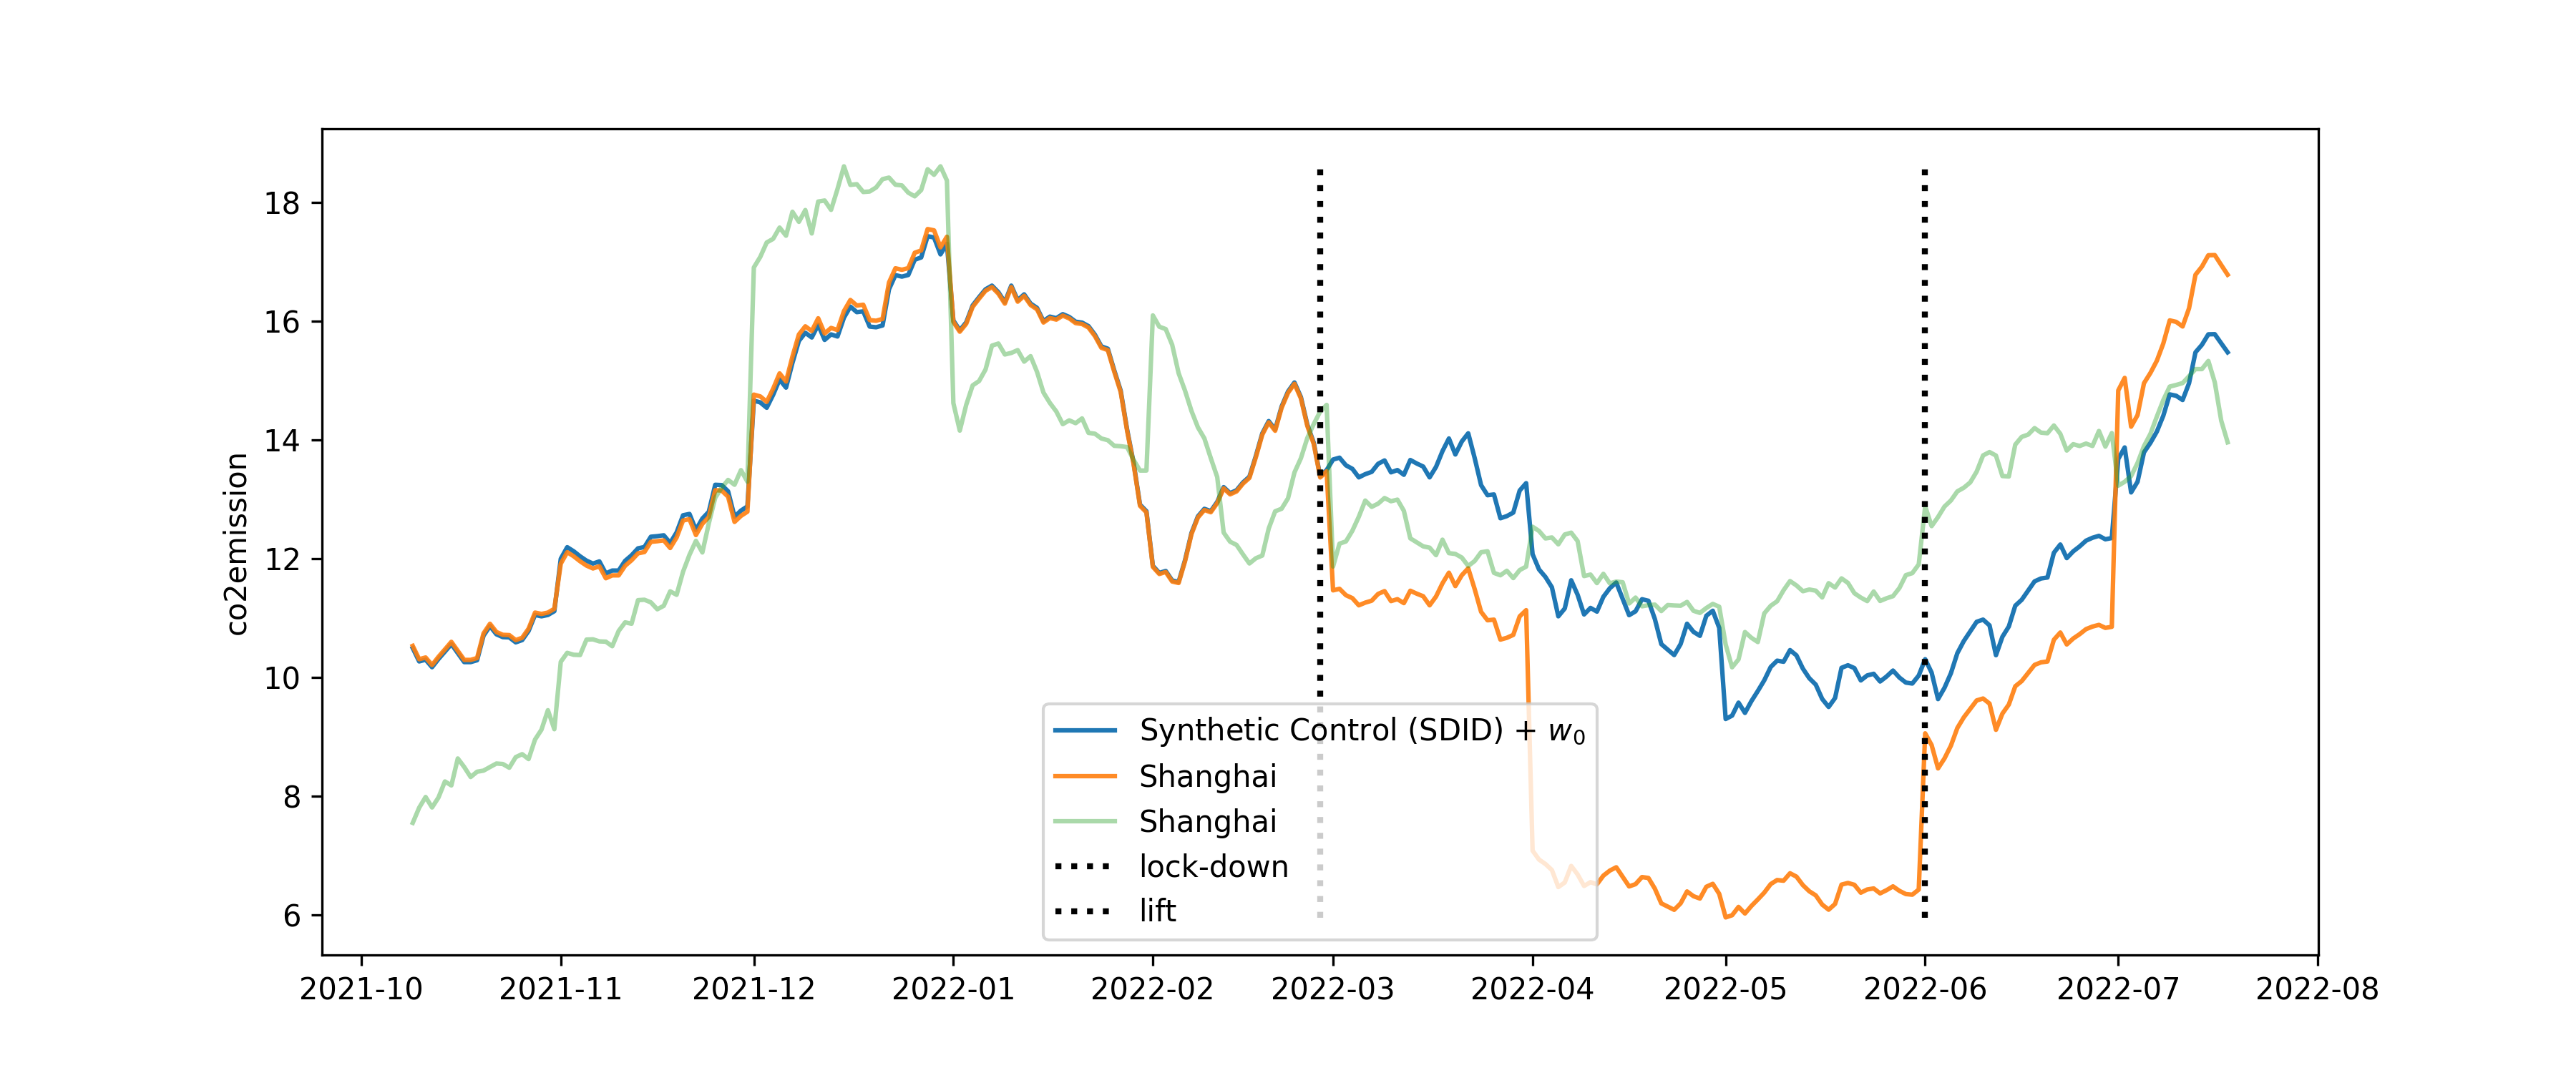 co2emission
18
16
14
12
10
8
6
Synthetic Control (SDID) + w₀
Shanghai
Shanghai
lock-down
lift
2021-10 2021-11 2021-12 2022-01 2022-02 2022-03 2022-04 2022-05 2022-06 2022-07 2022-08